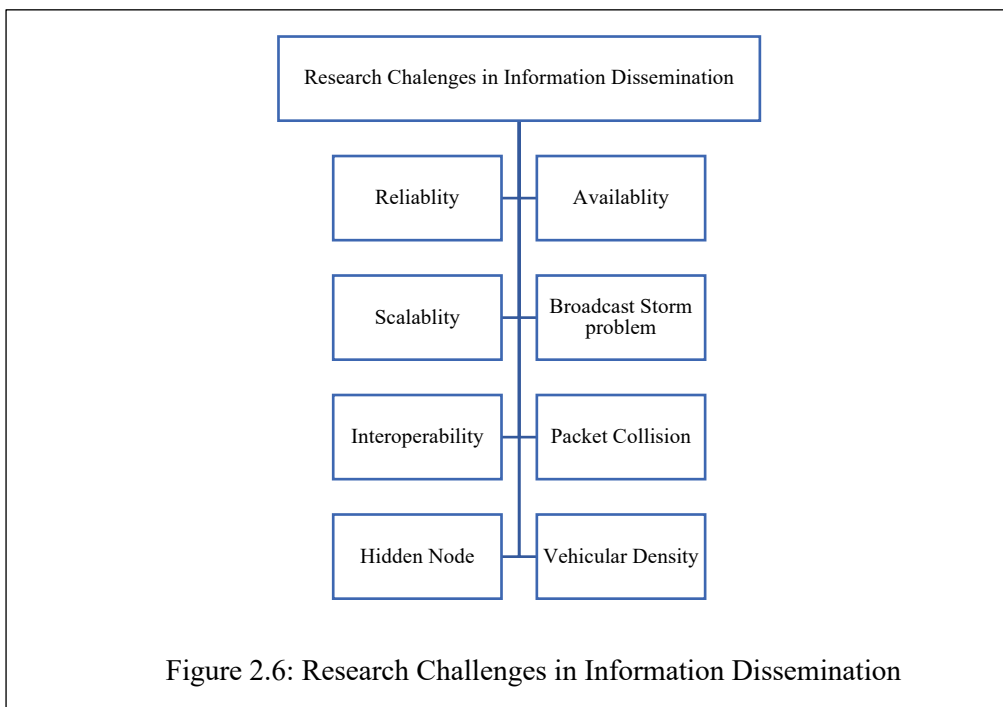 Research Chalenges in Information Dissemination
Reliablity
Availablity
Scalablity
Broadcast Storm
problem
Interoperability
Packet Collision
Hidden Node
Vehicular Density
Figure 2.6: Research Challenges in Information Dissemination